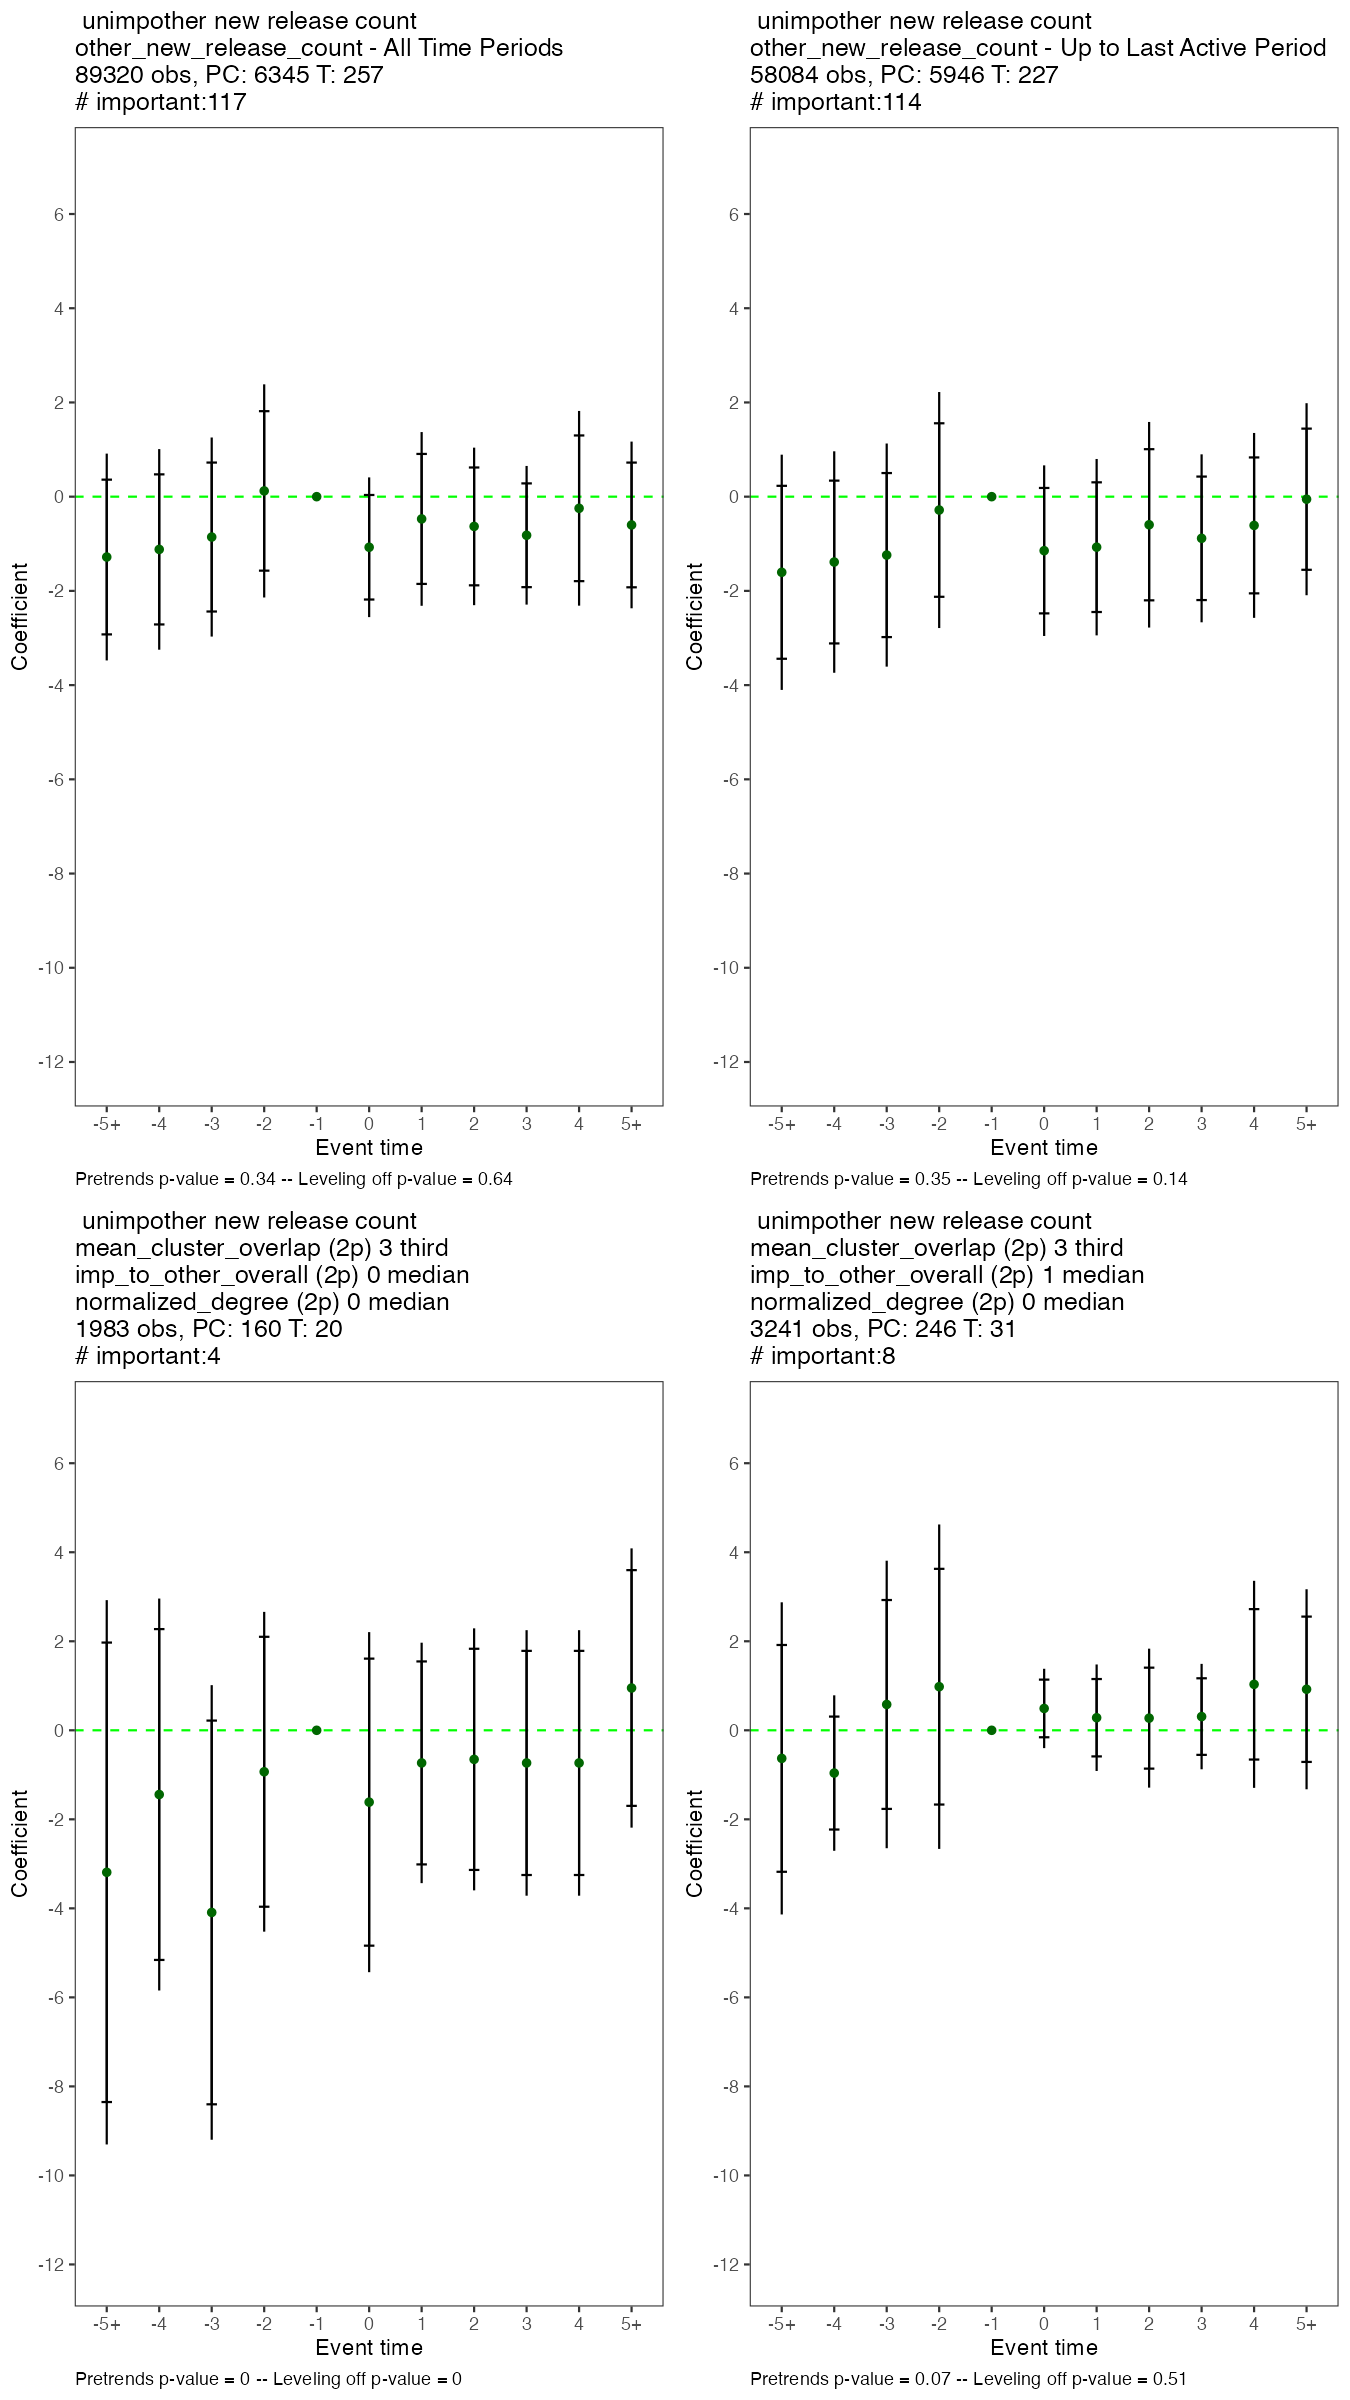 unimpother new release count
other_new_release_count - All Time Periods
89320 obs, PC: 6345 T: 257
# important:117
6
4
2
0
-2
-4
-6
-8
-10
-12
Coefficient
-5+ -4 -3 -2 -1 0 1 2 3 4 5+
Event time
Pretrends p-value = 0.34 -- Leveling off p-value = 0.64
unimpother new release count
other_new_release_count - Up to Last Active Period
58084 obs, PC: 5946 T: 227
# important:114
6
4
2
0
-2
-4
-6
-8
-10
-12
Coefficient
-5+ -4 -3 -2 -1 0 1 2 3 4 5+
Event time
Pretrends p-value = 0.35 -- Leveling off p-value = 0.14
unimpother new release count
mean_cluster_overlap (2p) 3 third
imp_to_other_overall (2p) 0 median
normalized_degree (2p) 0 median
1983 obs, PC: 160 T: 20
# important:4
6
4
2
0
-2
-4
-6
-8
-10
-12
Coefficient
-5+ -4 -3 -2 -1 0 1 2 3 4 5+
Event time
Pretrends p-value = 0 -- Leveling off p-value = 0
unimpother new release count
mean_cluster_overlap (2p) 3 third
imp_to_other_overall (2p) 1 median
normalized_degree (2p) 0 median
3241 obs, PC: 246 T: 31
# important:8
6
4
2
0
-2
-4
-6
-8
-10
-12
Coefficient
-5+ -4 -3 -2 -1 0 1 2 3 4 5+
Event time
Pretrends p-value = 0.07 -- Leveling off p-value = 0.51